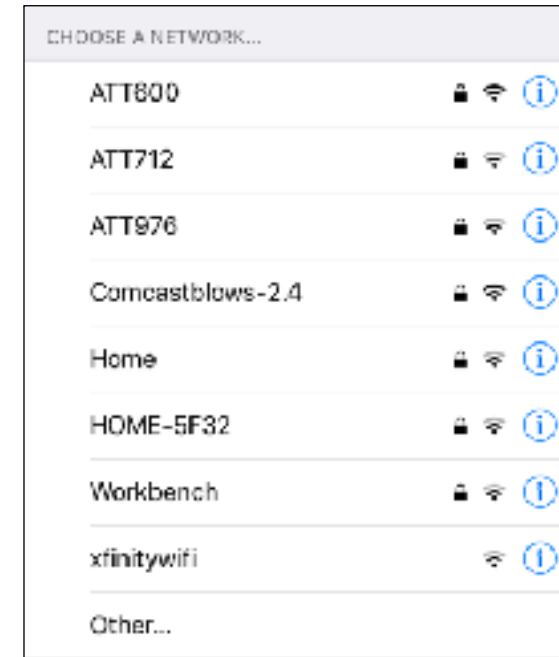 CHOOSE A NETWORK...
ATT600
ATT712
ATT976
Comcastblows-2.4
Home
HOME-5F32
Workbench
xfinitywifi
Other...